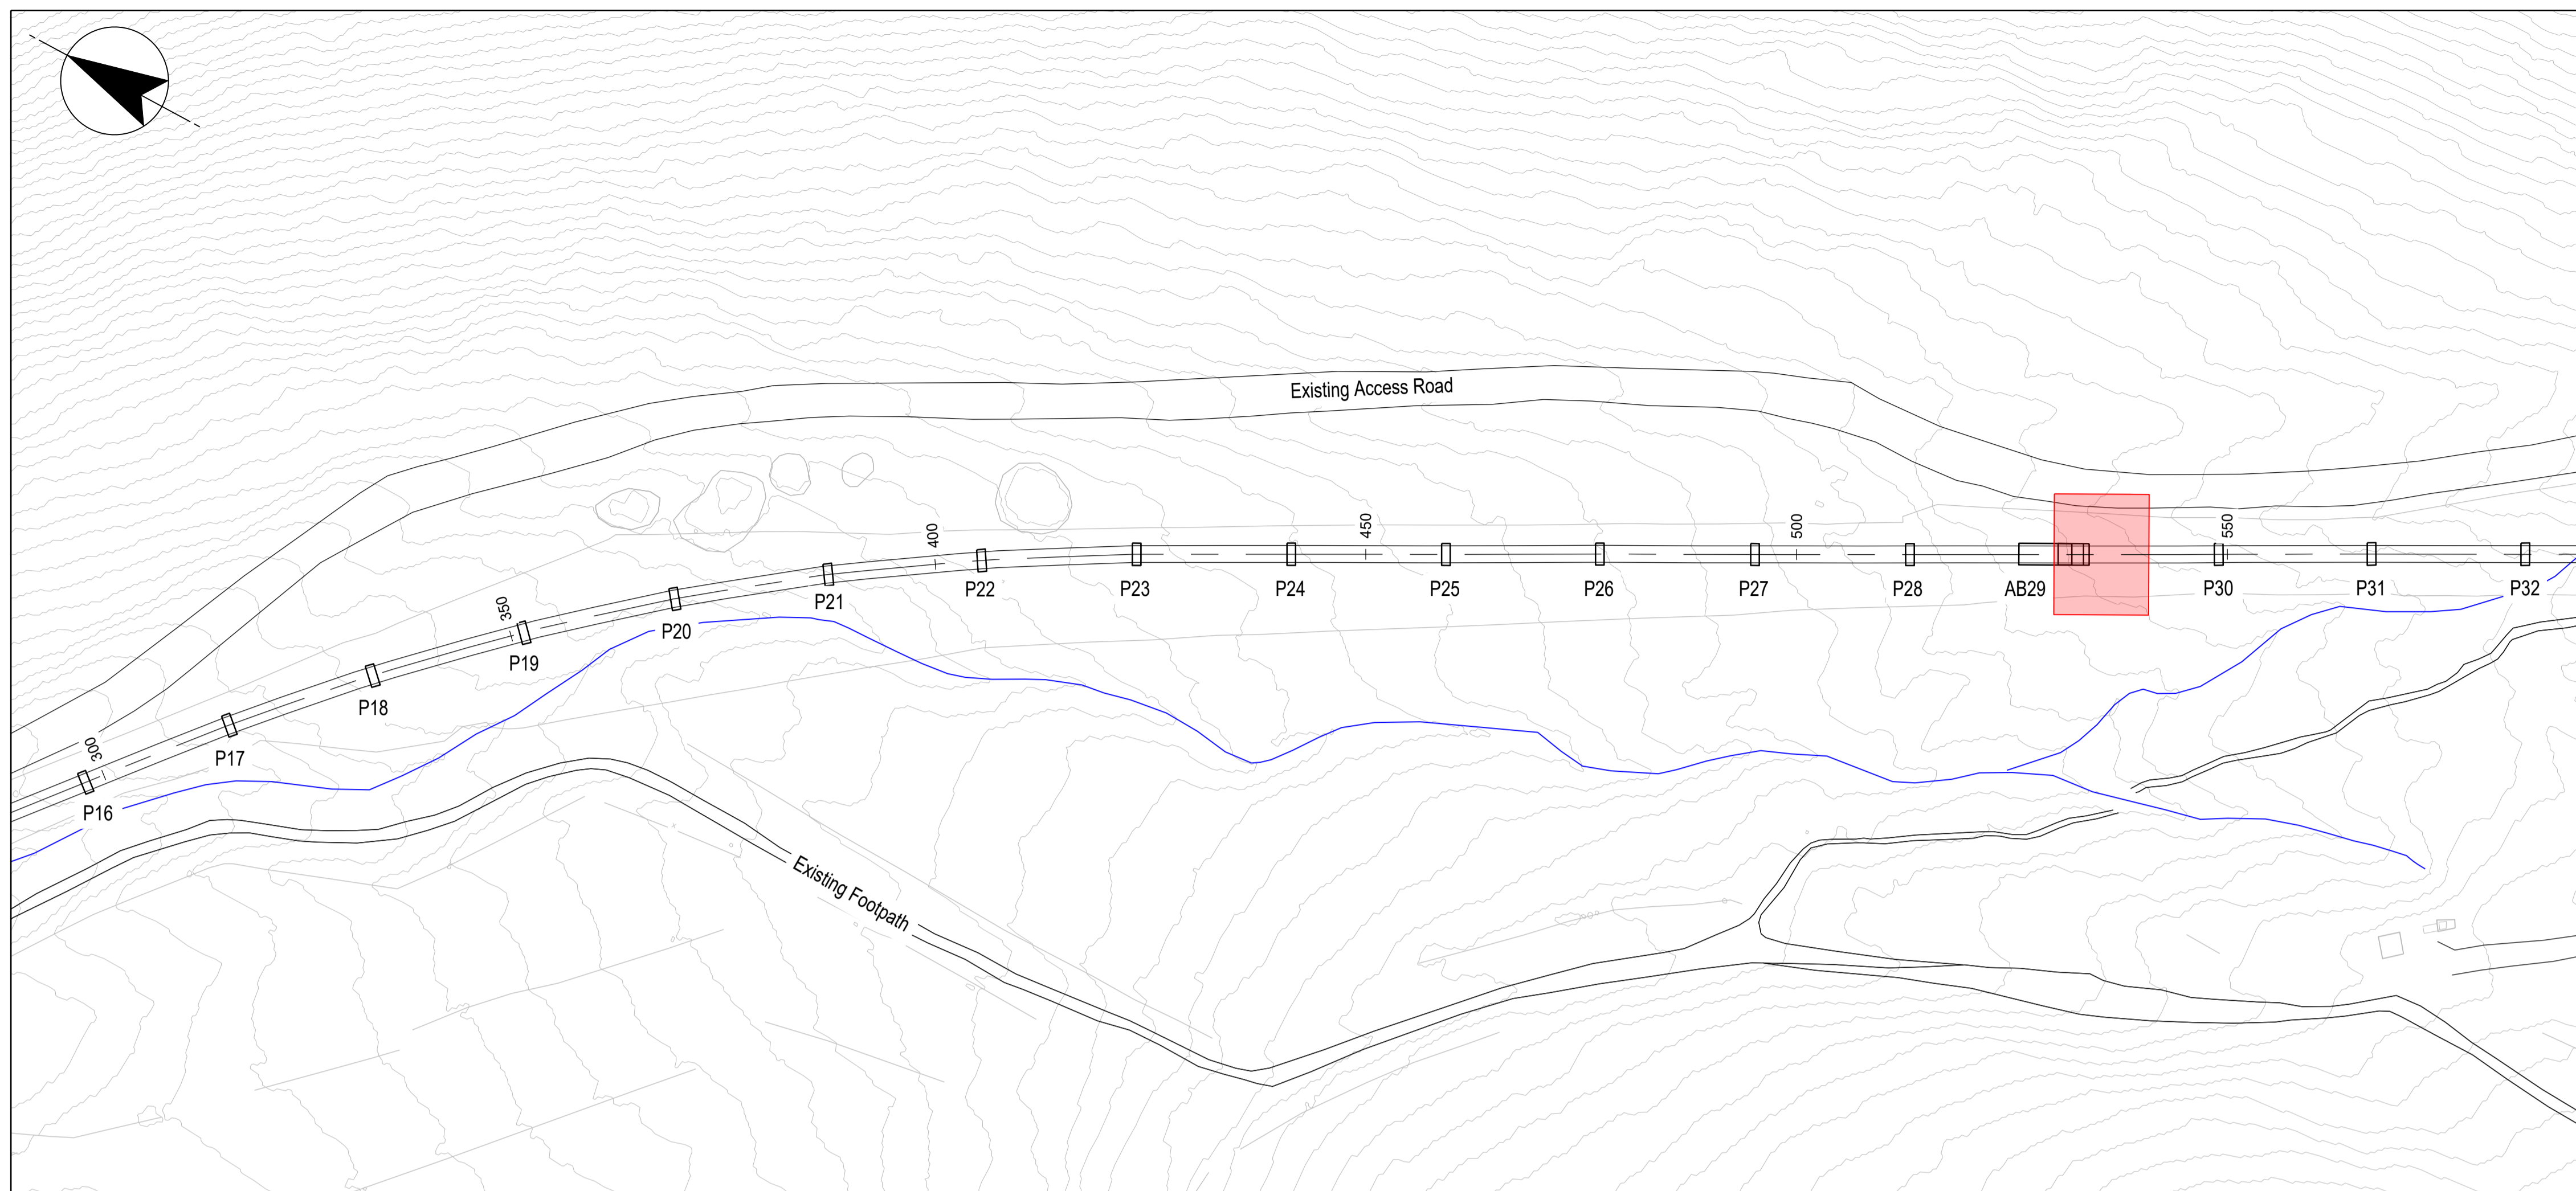 Existing Access Road
400
450
500
550
350
300
P16
P17
P18
P19
P20
P21
P22
P23
P24
P25
P26
P27
P28
AB29
P30
P31
P32
Existing Footpath